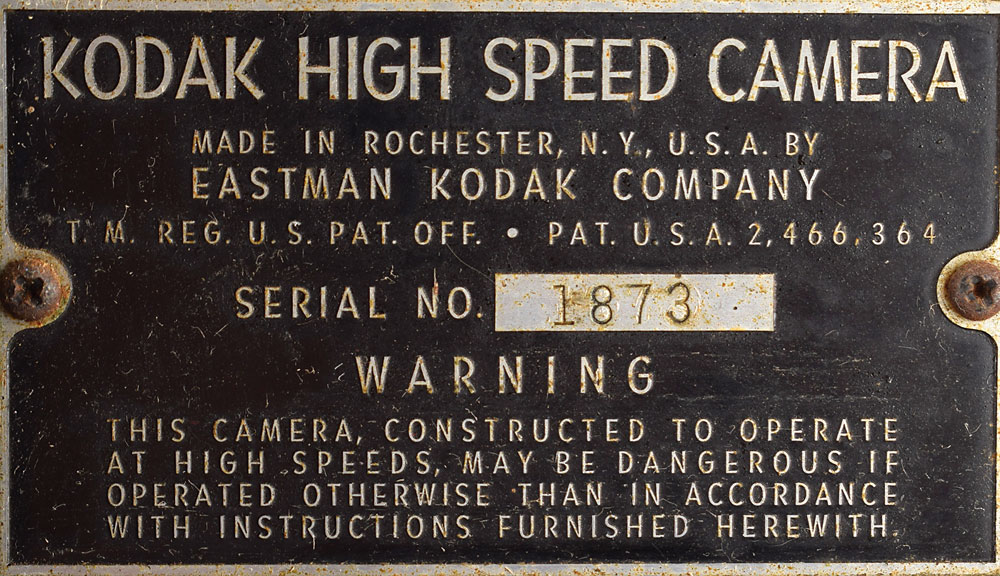 KODAK HIGH SPEED CAMERA
MADE IN ROCHESTER, N.Y., U.S.A. BY
EASTMAN KODAK COMPANY
T. M. REG. U.S. PAT. OFF. • PAT. U.S.A. 2,466,364
SERIAL NO. 1873
WARNING
THIS CAMERA, CONSTRUCTED TO OPERATE
AT HIGH SPEEDS, MAY BE DANGEROUS IF
OPERATED OTHERWISE THAN IN ACCORDANCE
WITH INSTRUCTIONS FURNISHED HEREWITH.